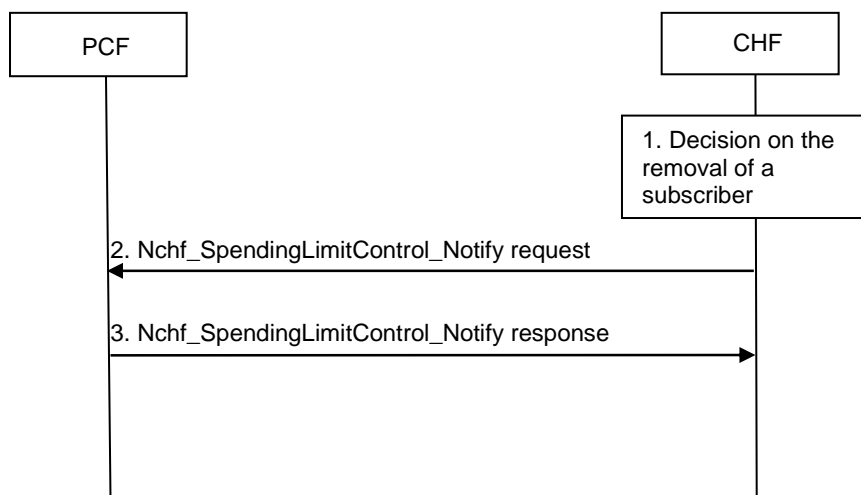 PCF
CHF
1. Decision on the
removal of a
subscriber
2. Nchf_SpendingLimitControl_Notify request
3. Nchf_SpendingLimitControl_Notify response